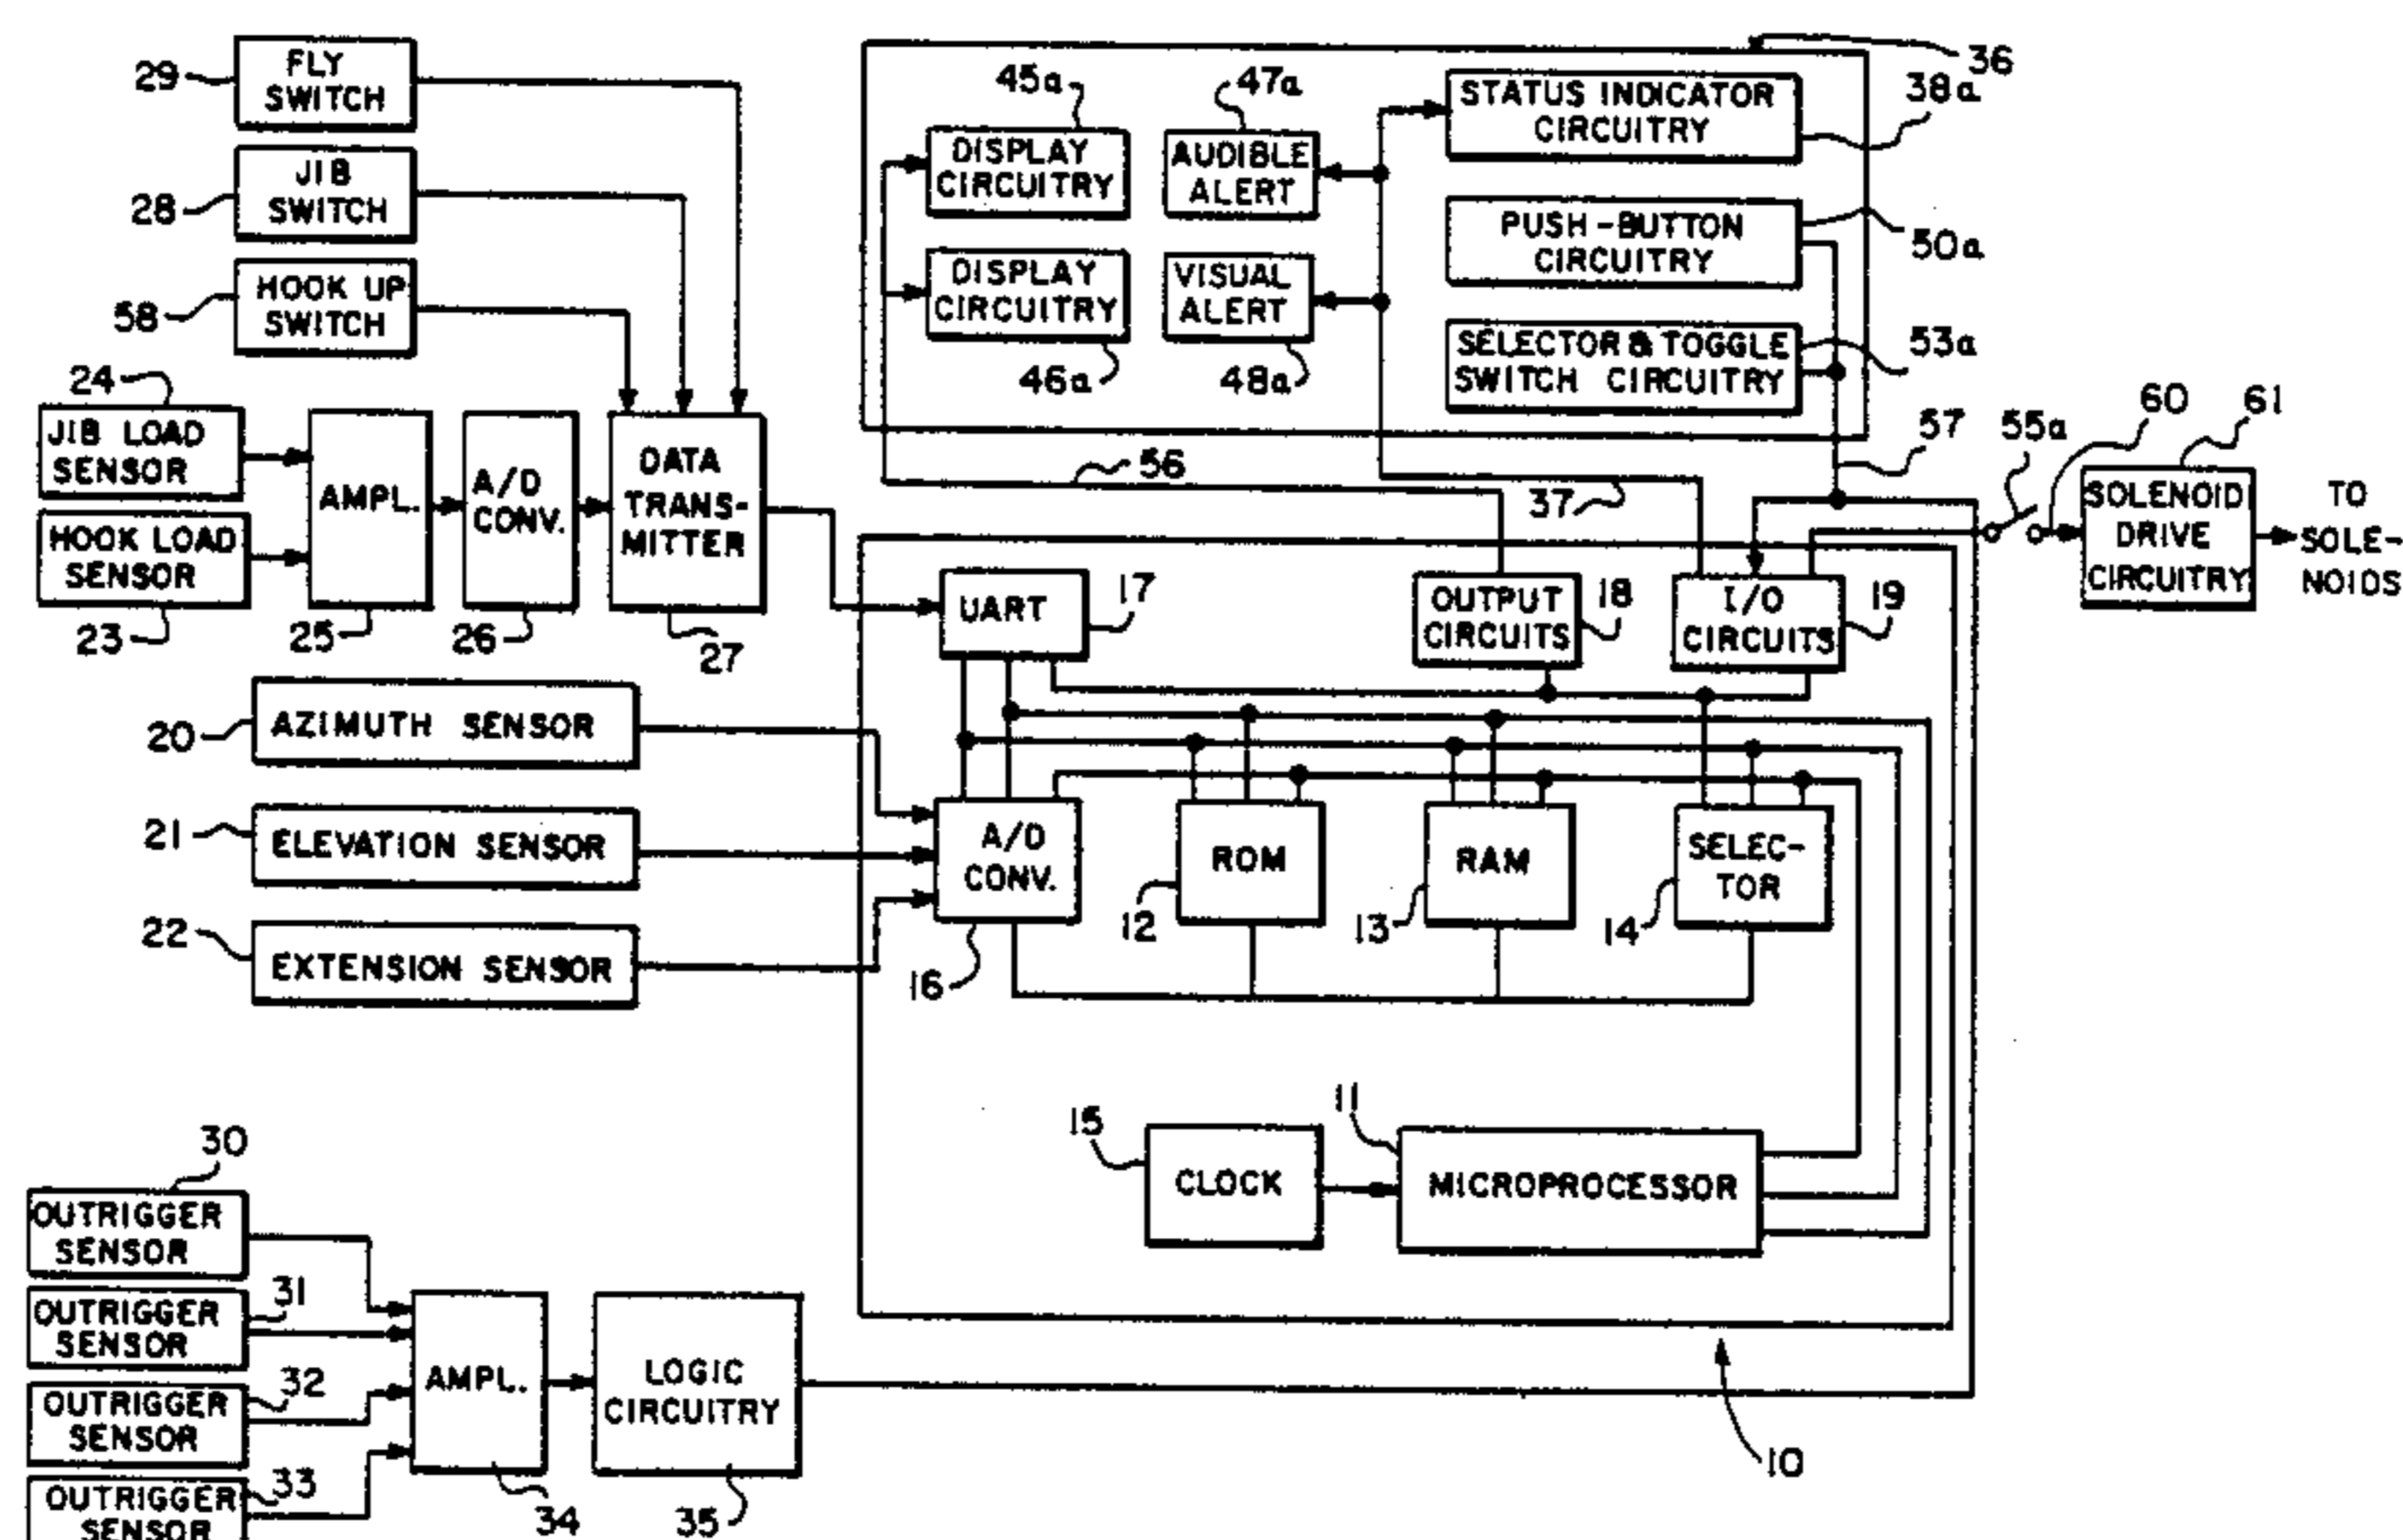 29
FLY
SWITCH
28
JIB
SWITCH
58
HOOK UP
SWITCH
24
JIB LOAD
SENSOR
HOOK LOAD
SENSOR
23
AMPL.
25
A/D
CONV.
26
DATA
TRANS-
MITTER
27
36
45a
DISPLAY
CIRCUITRY
DISPLAY
CIRCUITRY
46a
47a
AUDIBLE
ALERT
VISUAL
ALERT
48a
STATUS INDICATOR
CIRCUITRY
38a
PUSH-BUTTON
CIRCUITRY
50a
SELECTOR & TOGGLE
SWITCH CIRCUITRY
53a
56
37
57
55a
60
61
SOLENOID
DRIVE
CIRCUITRY
TO
SOLE-
NOIDS
UART
17
OUTPUT
CIRCUITS
18
I/O
CIRCUITS
19
20
AZIMUTH SENSOR
21
ELEVATION SENSOR
22
EXTENSION SENSOR
A/D
CONV.
16
ROM
12
RAM
13
SELEC-
TOR
14
15
CLOCK
11
MICROPROCESSOR
10
30
OUTRIGGER
SENSOR
31
OUTRIGGER
SENSOR
32
OUTRIGGER
SENSOR
33
OUTRIGGER
SENSOR
AMPL.
34
LOGIC
CIRCUITRY
35